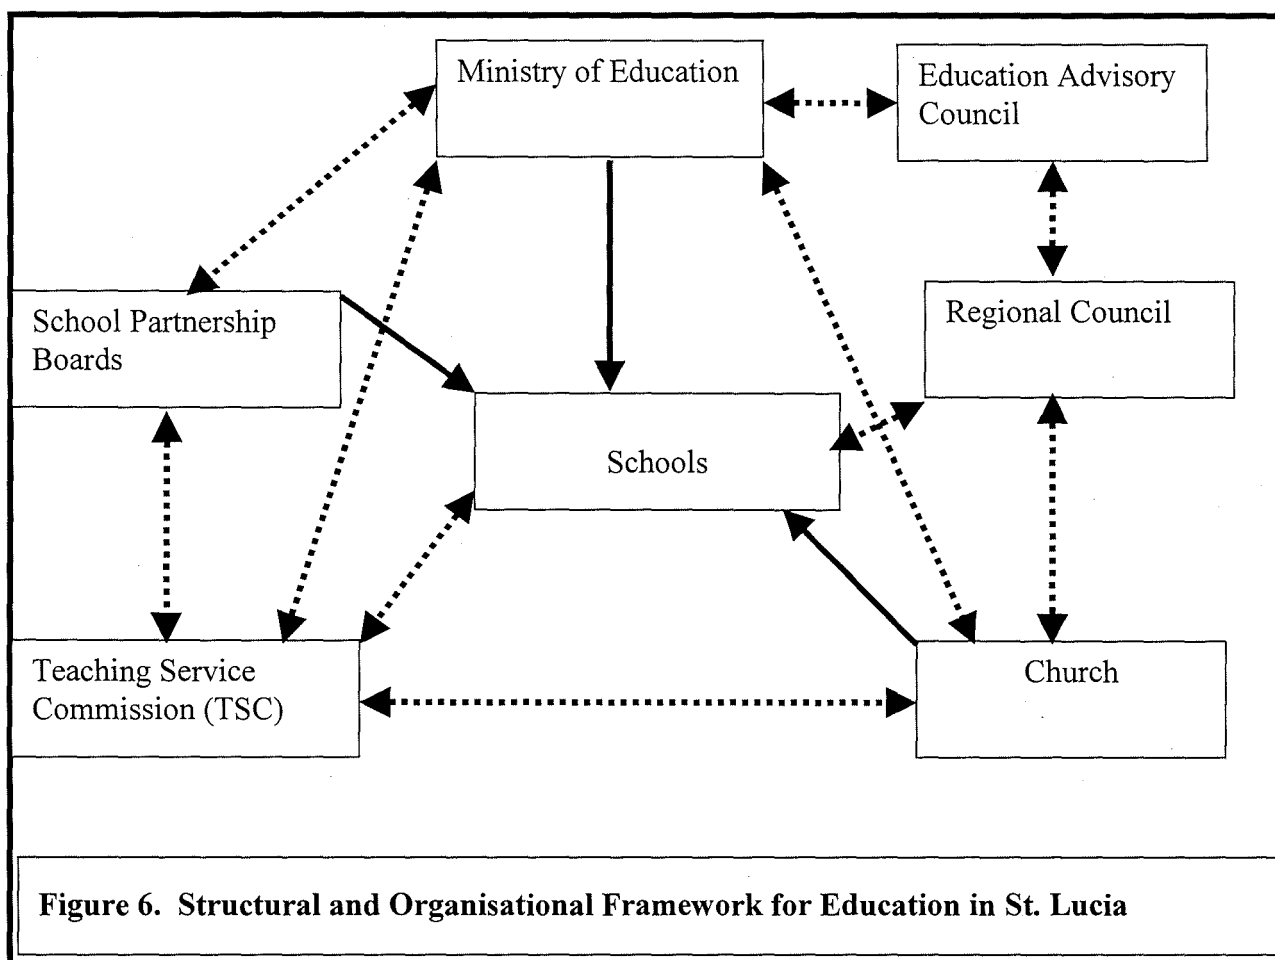 Ministry of Education
Education Advisory
Council
School Partnership
Boards
Regional Council
Schools
Teaching Service
Commission (TSC)
Church
Figure 6. Structural and Organisational Framework for Education in St. Lucia